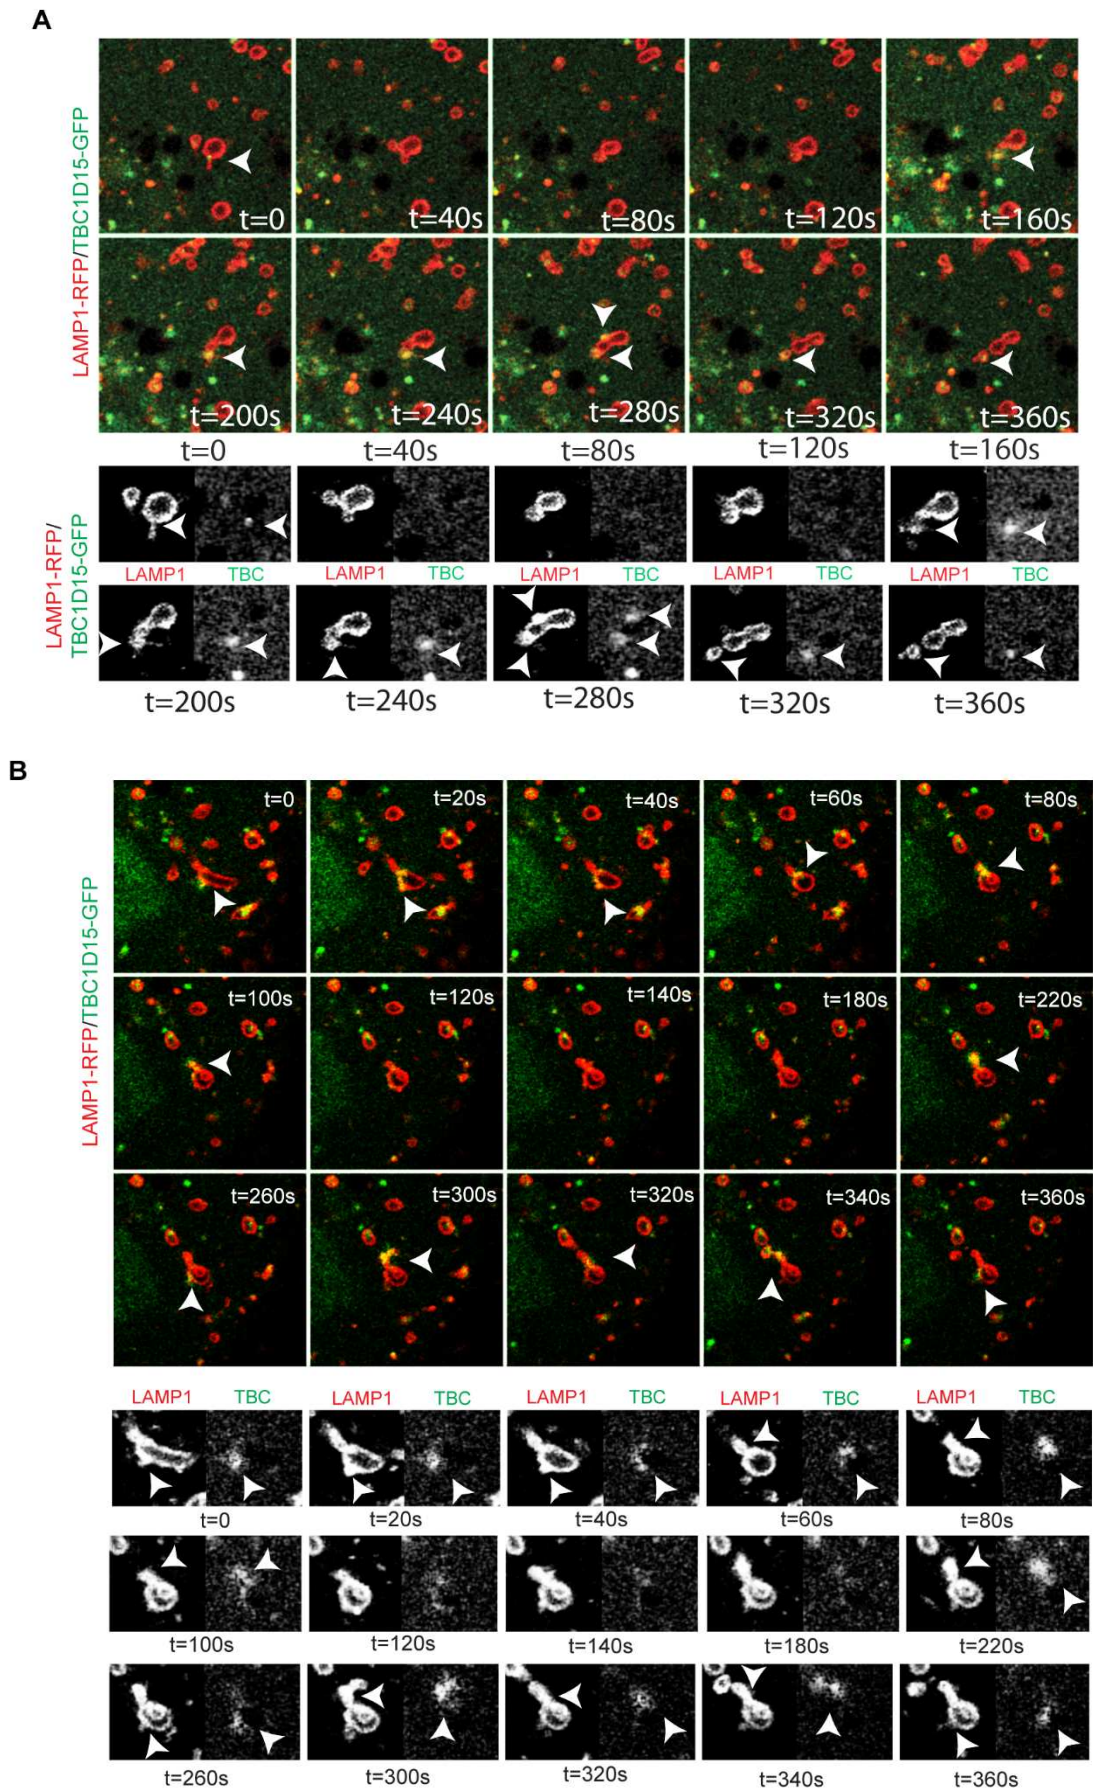 A
LAMP1-RFP/TBC1D15-GFP
t=0 t=40s t=80s t=120s t=160s
t=200s t=240s t=280s t=320s t=360s
t=0 t=40s t=80s t=120s t=160s
LAMP1-RFP/
TBC1D15-GFP
LAMP1 TBC LAMP1 TBC LAMP1 TBC LAMP1 TBC LAMP1 TBC
t=200s t=240s t=280s t=320s t=360s
B
LAMP1-RFP/TBC1D15-GFP
t=0 t=20s t=40s t=60s t=80s
t=100s t=120s t=140s t=180s t=220s
t=260s t=300s t=320s t=340s t=360s
LAMP1 TBC LAMP1 TBC LAMP1 TBC LAMP1 TBC LAMP1 TBC
t=0 t=20s t=40s t=60s t=80s
t=100s t=120s t=140s t=180s t=220s
t=260s t=300s t=320s t=340s t=360s